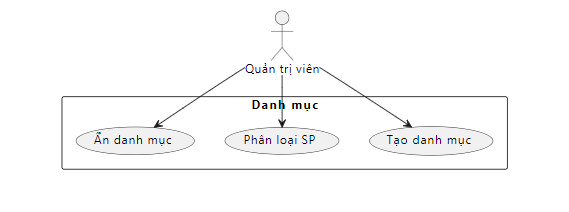 Quản trị viên
Danh mục
Ẩn danh mục
Phân loại SP
Tạo danh mục